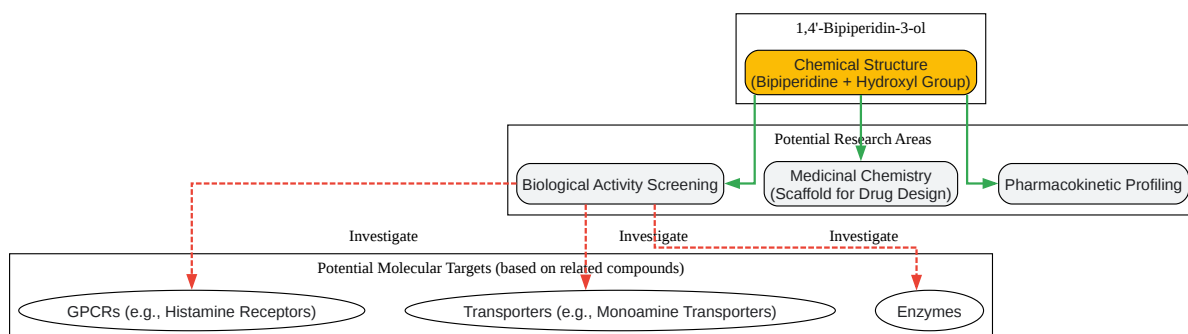 1,4'-Bipiperidin-3-ol
Chemical Structure
(Bipiperidine + Hydroxyl Group)
Potential Research Areas
Biological Activity Screening
Medicinal Chemistry
(Scaffold for Drug Design)
Pharmacokinetic Profiling
Investigate
Investigate
Investigate
Potential Molecular Targets (based on related compounds)
GPCRs (e.g., Histamine Receptors)
Transporters (e.g., Monoamine Transporters)
Enzymes